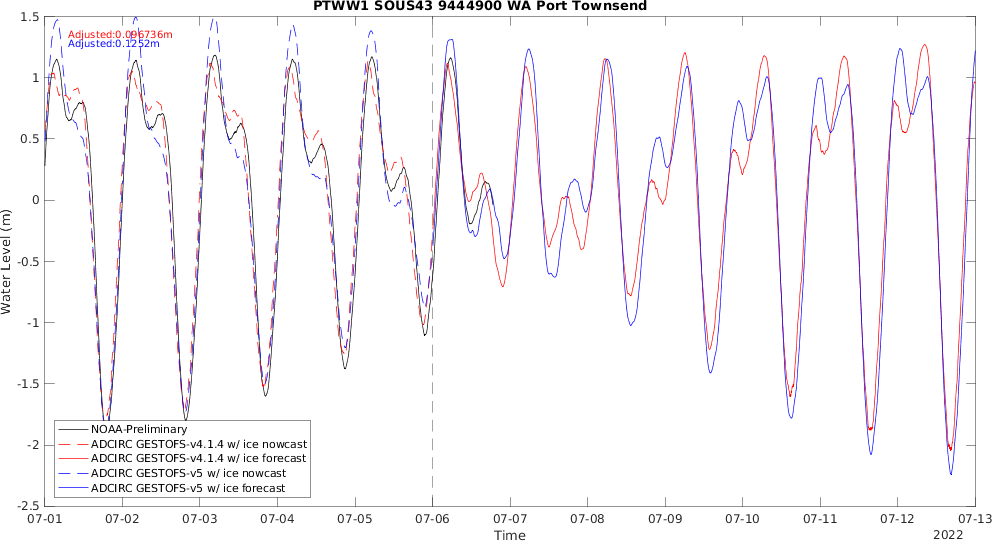 PTWW1 SOUS43 9444900 WA Port Townsend
Adjusted:0.096736m
Adjusted:0.1252m
1.5
1
0.5
0
-0.5
-1
-1.5
-2
-2.5
Water Level (m)
NOAA-Preliminary
ADCIRC GESTOFS-v4.1.4 w/ ice nowcast
ADCIRC GESTOFS-v4.1.4 w/ ice forecast
ADCIRC GESTOFS-v5 w/ ice nowcast
ADCIRC GESTOFS-v5 w/ ice forecast
07-01 07-02 07-03 07-04 07-05 07-06 07-07 07-08 07-09 07-10 07-11 07-12 07-13
Time
2022